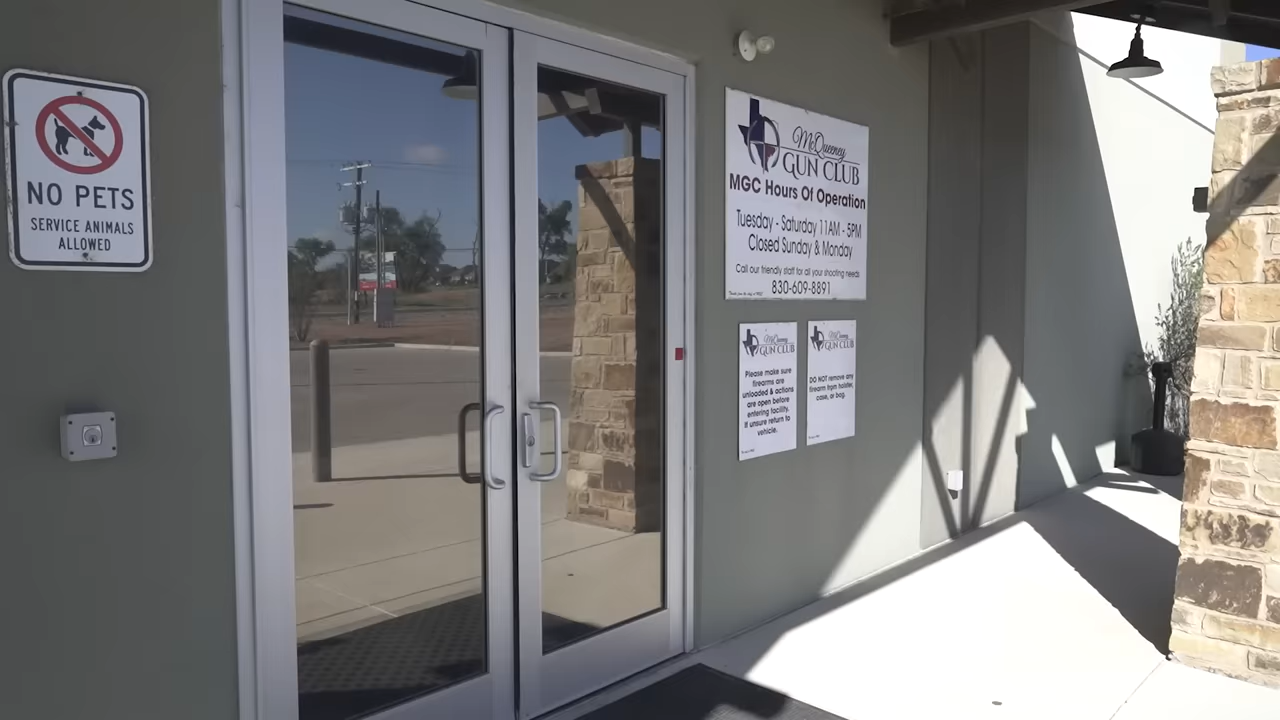 NO PETS
SERVICE ANIMALS
ALLOWED
McQueeney
GUN CLUB
MGC Hours Of Operation
Tuesday - Saturday 11AM - 5PM
Closed Sunday & Monday
Call our friendly staff for all your shooting needs
830-609-8891
McQueeney
GUN CLUB
Please make sure
firearms are
unloaded & actions
are open before
entering facility.
If unsure return to
vehicle.
McQueeney
GUN CLUB
DO NOT remove any
firearm from holster,
case, or bag.